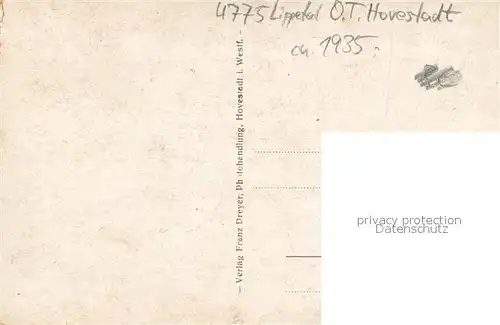 4775 Lippetal O.T. Hovestadt
ca. 1935.
— Verlag Franz Dreyer, Photohandlung, Hovestadt i. Westf. —
privacy protection
Datenschutz